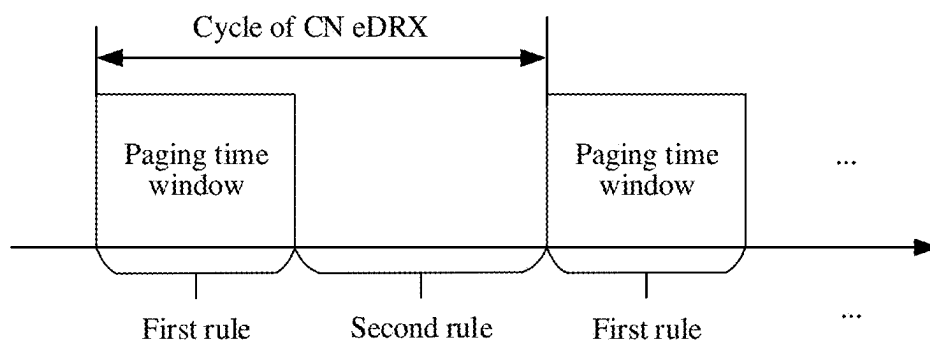 Cycle of CN eDRX
Paging time
window
Paging time
window
...
First rule
Second rule
First rule
...